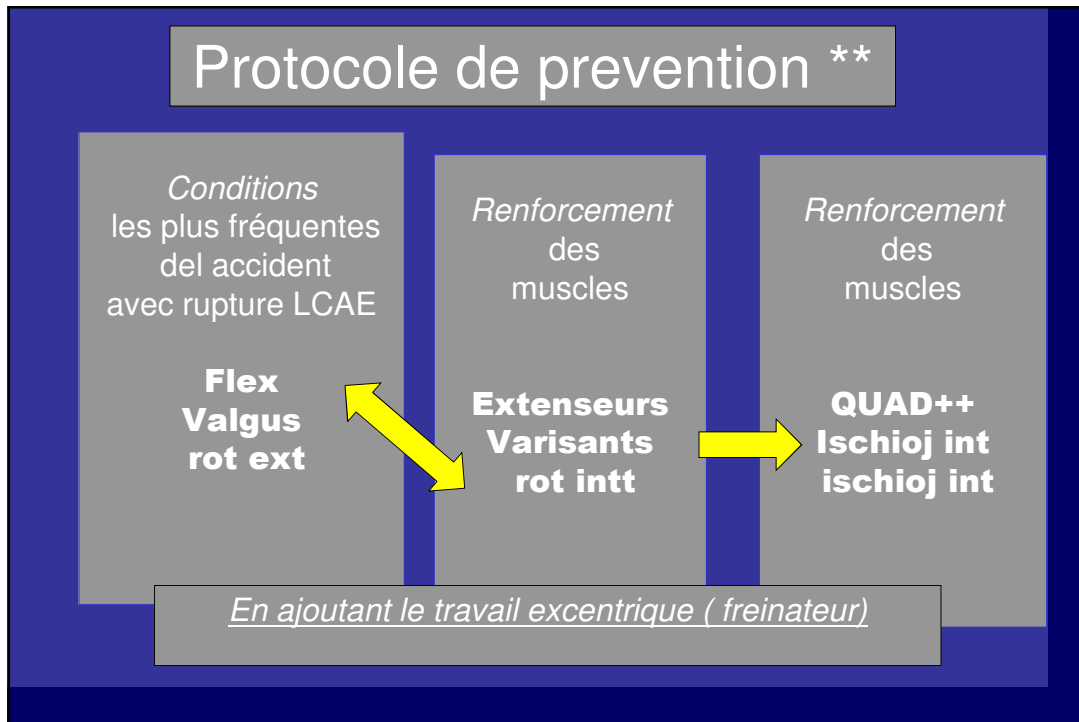 Protocole de prevention **
Conditions
les plus fréquentes
del accident
avec rupture LCAE
Flex
Valgus
rot ext
Renforcement
des
muscles
Extenseurs
Varisants
rot intt
Renforcement
des
muscles
QUAD++
Ischioj int
ischioj int
En ajoutant le travail excentrique ( freinateur)